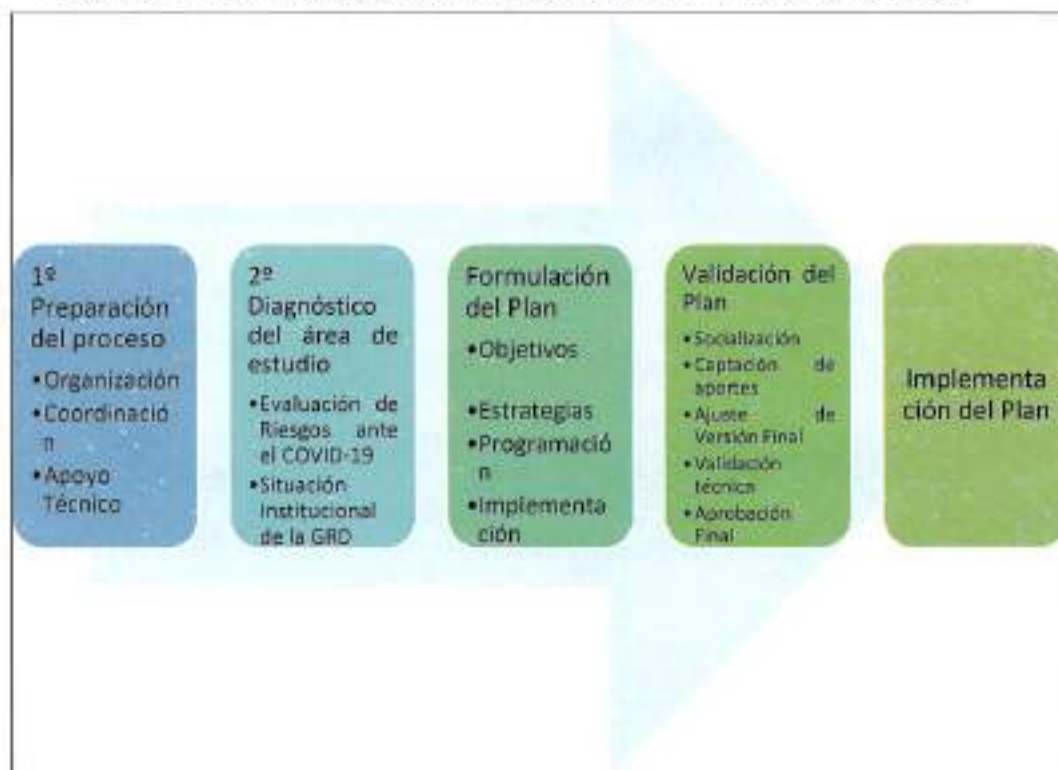 1º
Preparación
del proceso
•Organización
•Coordinació
n
•Apoyo
Técnico
2º
Diagnóstico
del área de
estudio
•Evaluación de
Riesgos ante
el COVID-19
•Situación
Institucional
de la GRD
Formulación
del Plan
•Objetivos
•Estrategias
•Programació
n
•Implementa
ción
Validación del
Plan
•Socialización
•Captación de
aportes
•Ajuste de
Versión Final
•Validación
técnica
•Aprobación
Final
Implementa
ción del Plan